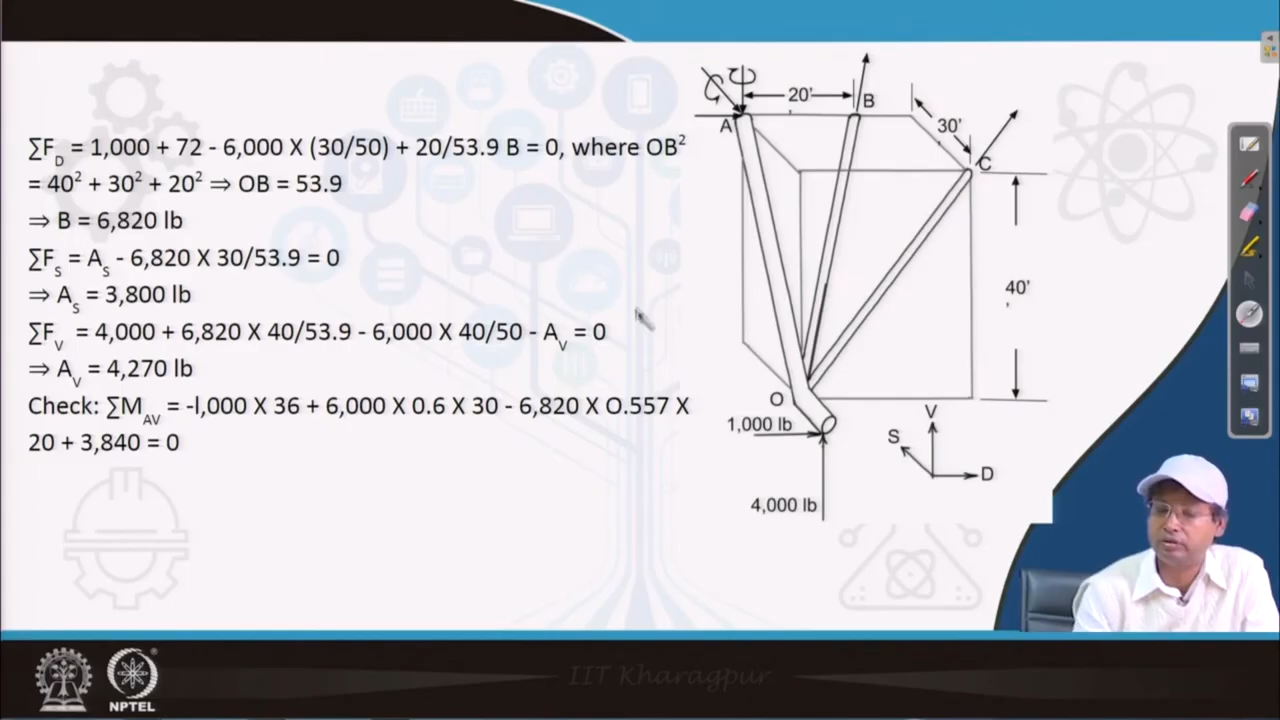 ∑F_D = 1,000 + 72 - 6,000 X (30/50) + 20/53.9 B = 0, where OB²
= 40² + 30² + 20² ⇒ OB = 53.9
⇒ B = 6,820 lb
∑F_s = A_s - 6,820 X 30/53.9 = 0
⇒ A_s = 3,800 lb
∑F_V = 4,000 + 6,820 X 40/53.9 - 6,000 X 40/50 - A_V = 0
⇒ A_V = 4,270 lb
Check: ∑M_AV = -l,000 X 36 + 6,000 X 0.6 X 30 - 6,820 X O.557 X
20 + 3,840 = 0
20'
B
A
30'
C
40'
O
1,000 lb
4,000 lb
V
S
D
NPTEL
IIT Kharagpur